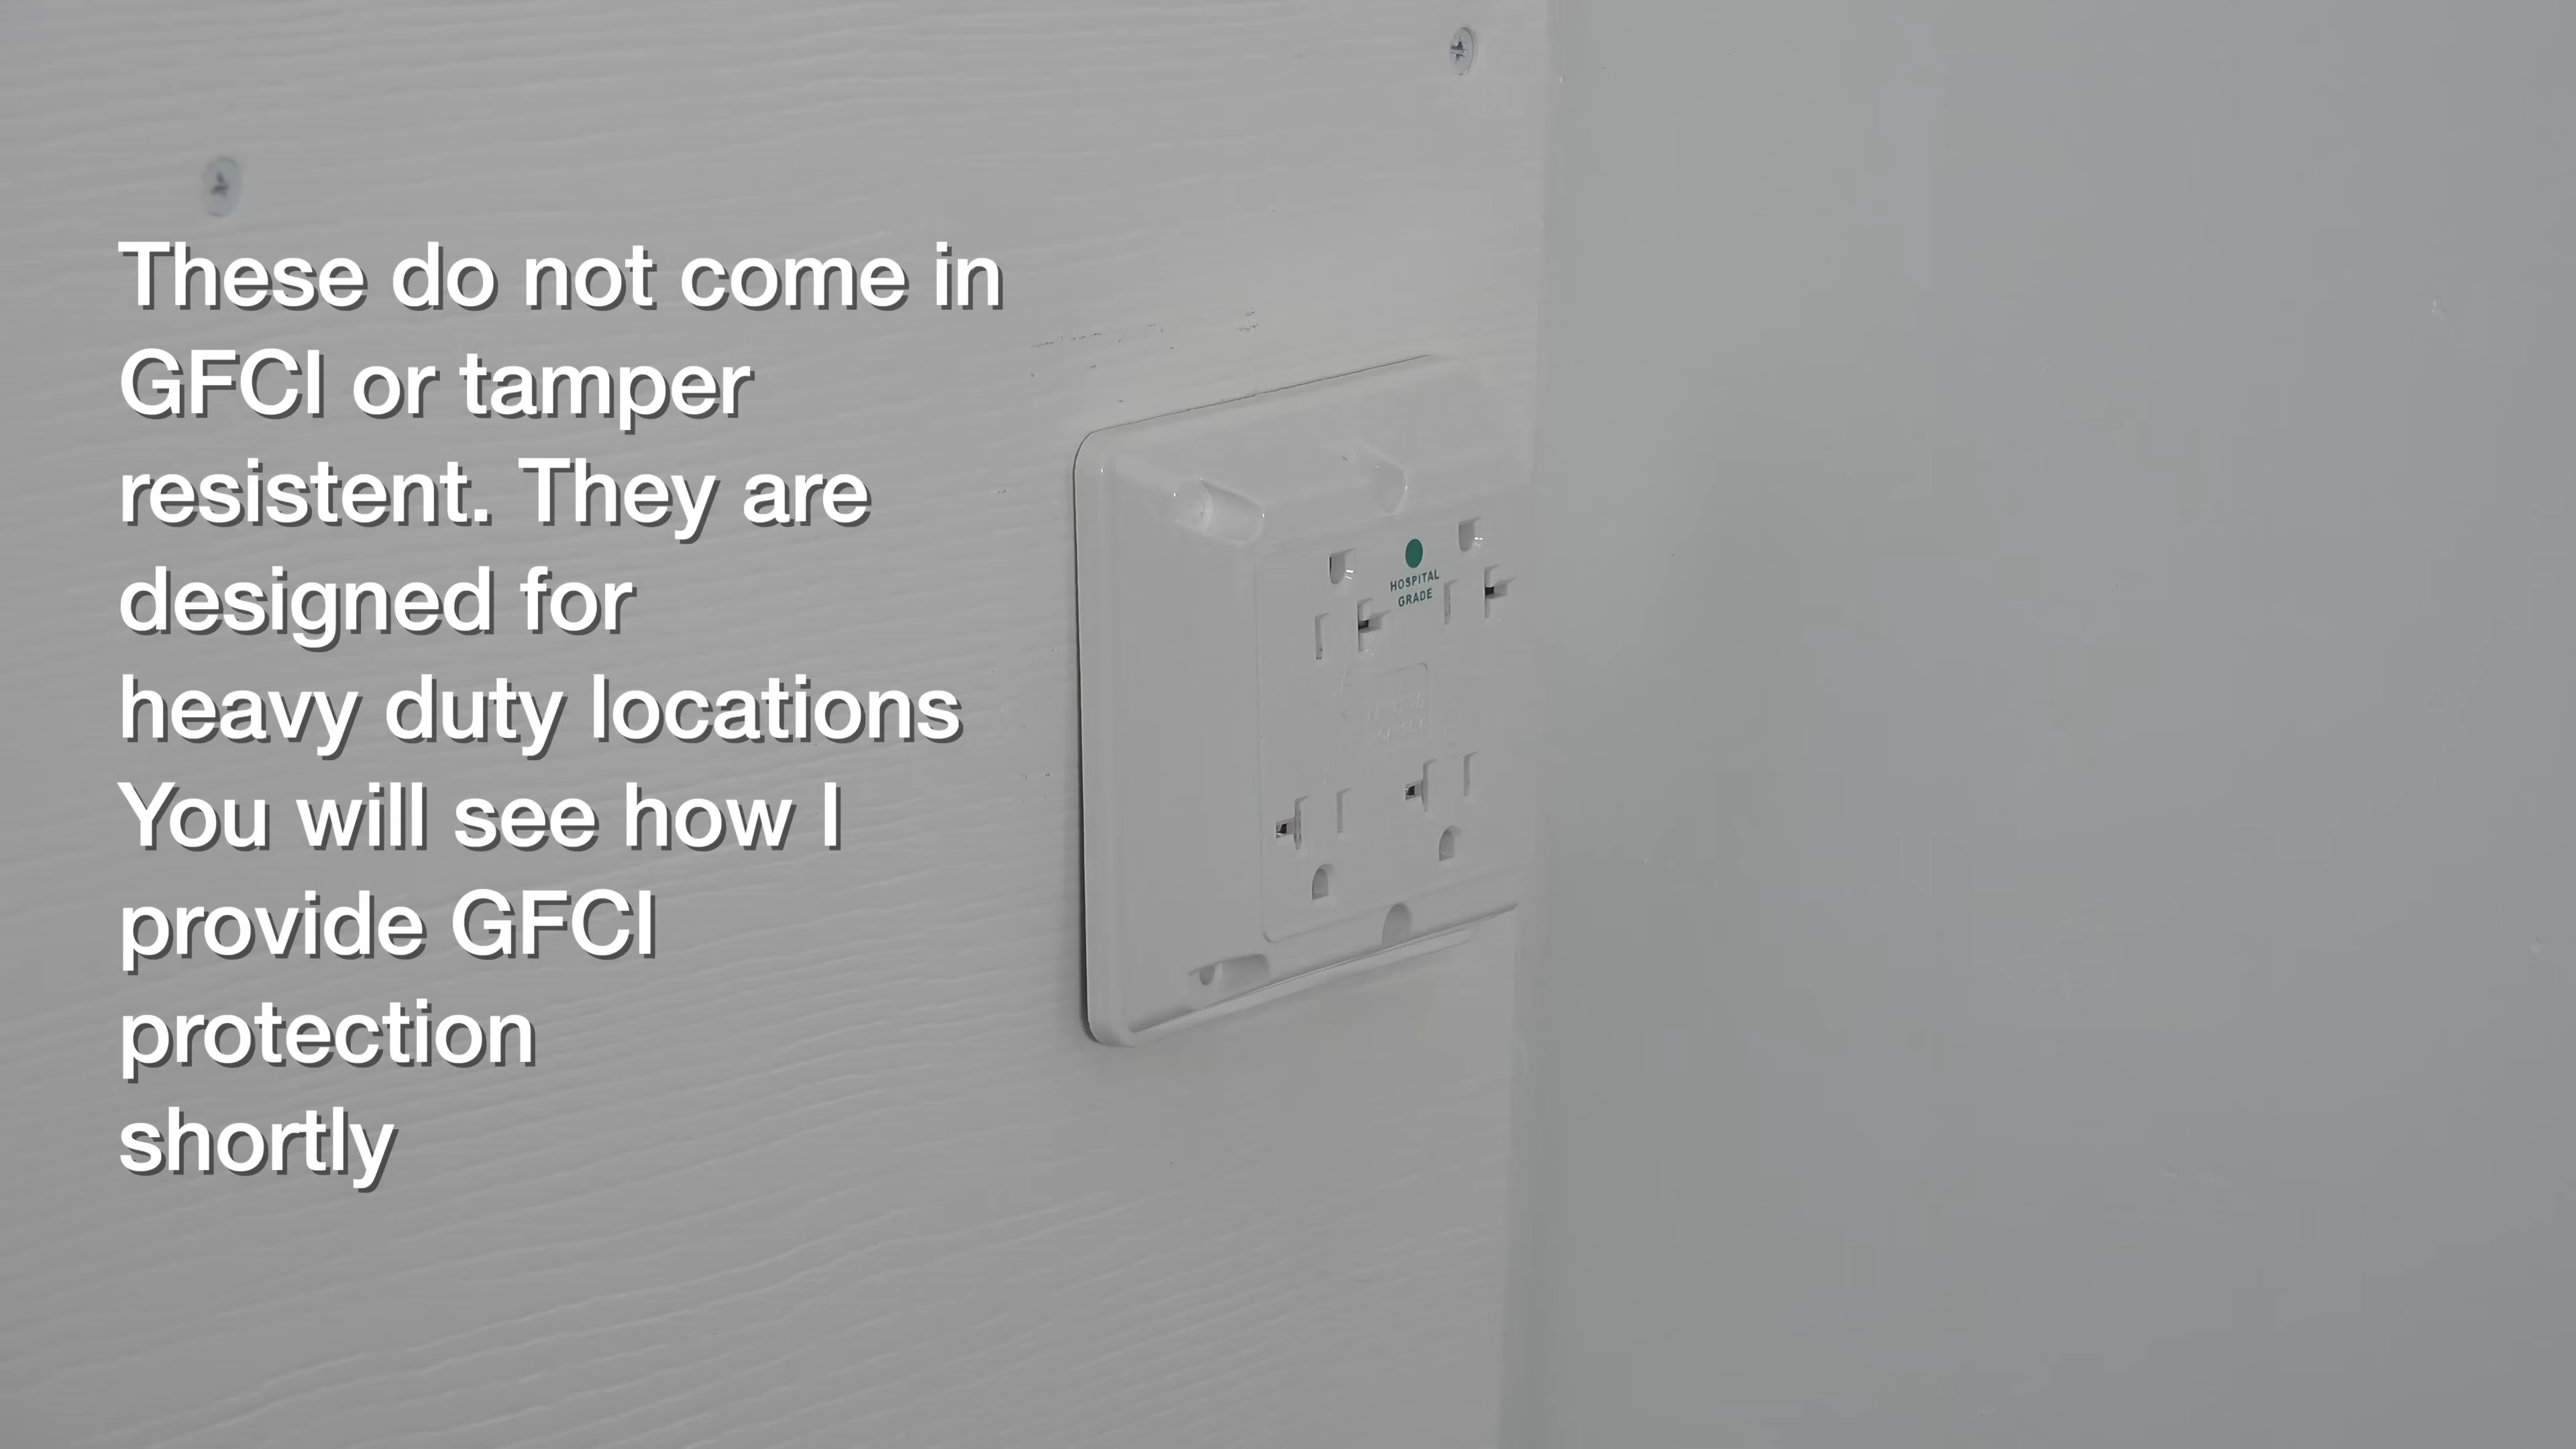 These do not come in
GFCI or tamper
resistent. They are
designed for
heavy duty locations
You will see how I
provide GFCI
protection
shortly
HOSPITAL
GRADE